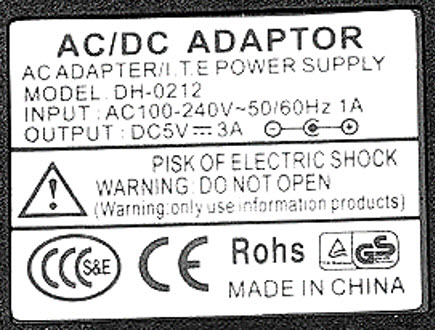 AC/DC ADAPTOR
AC ADAPTER/I.T.E POWER SUPPLY
MODEL. DH-0212
INPUT: AC100-240V~50/60Hz 1A
OUTPUT: DC5V⎓3A
PISK OF ELECTRIC SHOCK
WARNING: DO NOT OPEN
(Warning:only use information products)
CCC S&E CE Rohs GS
MADE IN CHINA